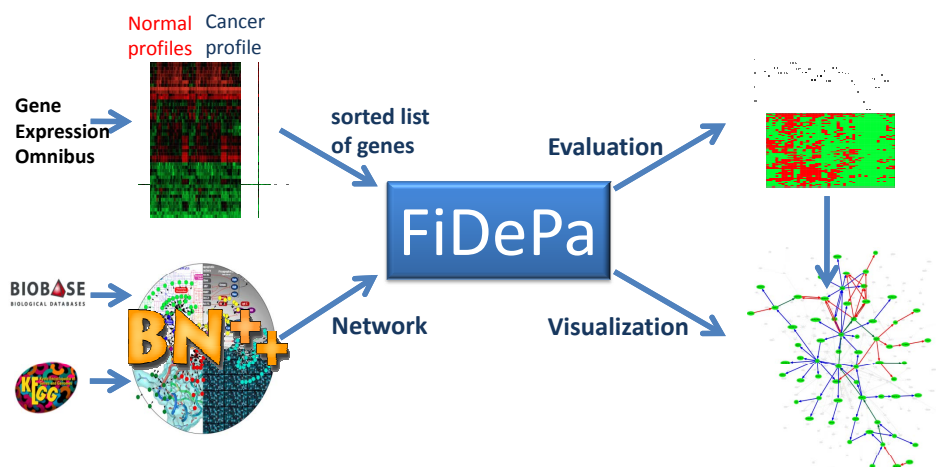 Normal profiles
Cancer profile
Gene
Expression
Omnibus
sorted list
of genes
Evaluation
FiDePa
BIOBASE
BIOLOGICAL DATABASES
BN++
Network
Visualization
KEGG